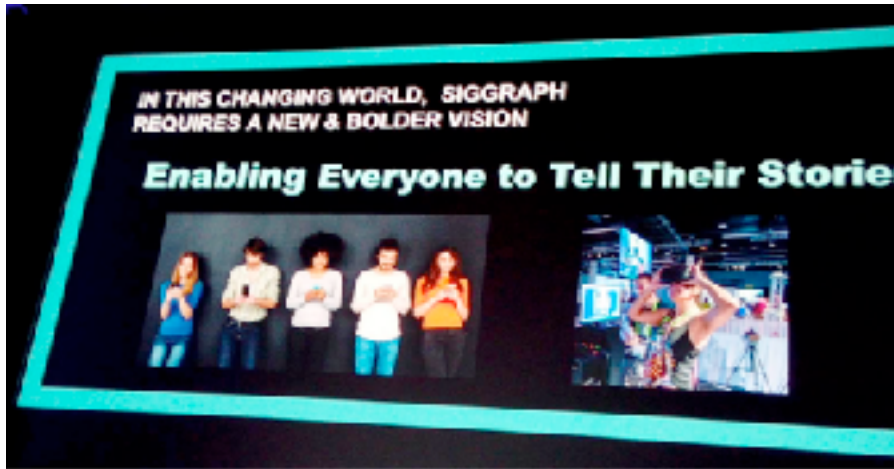 IN THIS CHANGING WORLD, SIGGRAPH
REQUIRES A NEW & BOLDER VISION
Enabling Everyone to Tell Their Storie